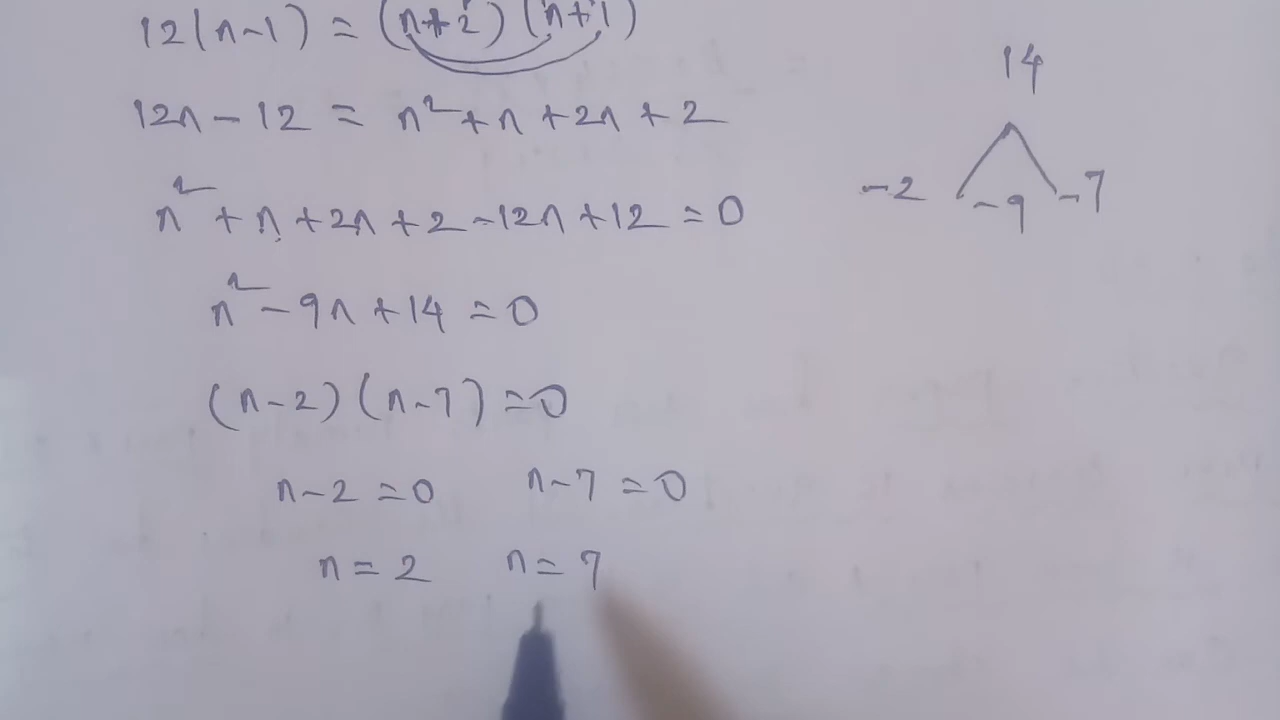 12(n-1) = (n+2)(n+1)
12n - 12 = n² + n + 2n + 2
n² + n + 2n + 2 - 12n + 12 = 0
n² - 9n + 14 = 0
(n-2)(n-7) = 0
n-2 = 0 n-7 = 0
n = 2 n = 7
14
-2 -9 -7